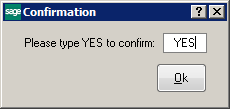 sage Confirmation ? X
Please type YES to confirm: YES
Ok